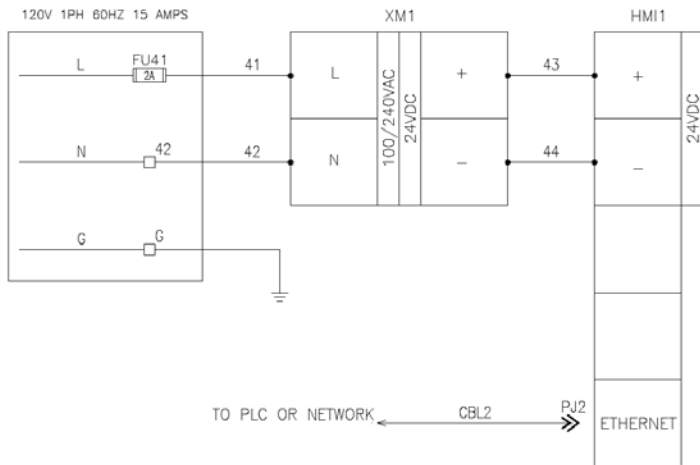 120V 1PH 60HZ 15 AMPS
XM1
HMI1
L
FU41
2A
41
L
+
43
+
100/240VAC
24VDC
24VDC
N
42
42
N
-
44
-
G
G
TO PLC OR NETWORK
CBL2
PJ2
ETHERNET